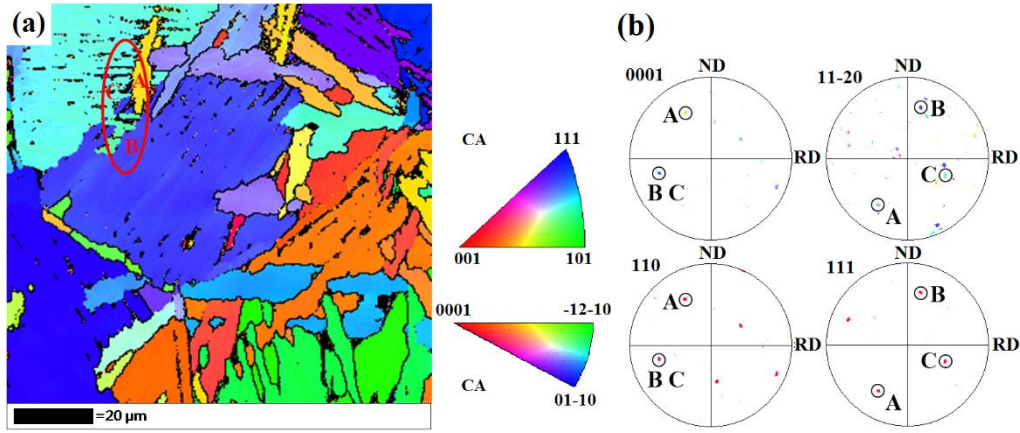 (a)
C A
B
=20 µm
CA
111
001
101
0001
-12-10
CA
01-10
(b)
0001
ND
A
B C
11-20
ND
RD
B
C
A
RD
110
ND
A
B C
RD
111
ND
B
C
A
RD